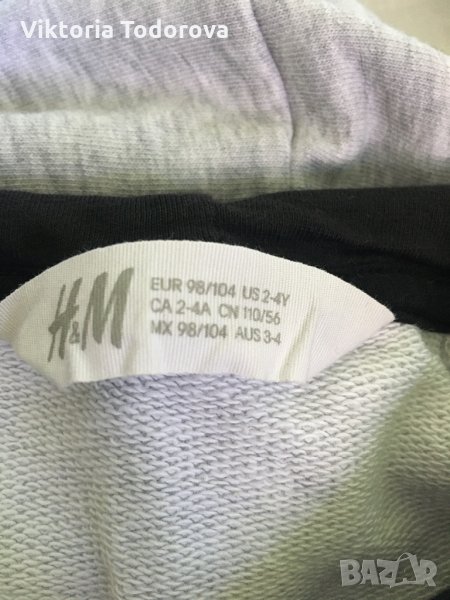 Viktoria Todorova
H&M
EUR 98/104 US 2-4Y
CA 2-4A CN 110/56
MX 98/104 AUS 3-4
BAZAR